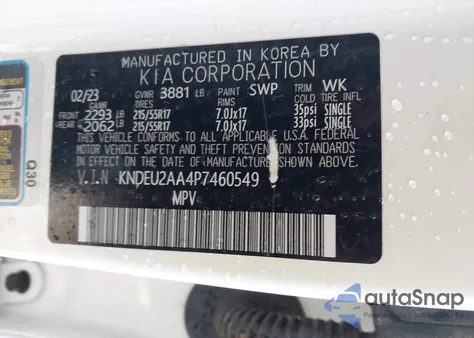 MANUFACTURED IN KOREA BY
KIA CORPORATION
02/23 GVWR 3881 LB PAINT SWP TRIM WK
GAWR TIRES RIMS COLD TIRE
FRONT 2293 215/55R17 7.0Jx17 35psi SINGLE
REAR 2062 215/55R17 7.0Jx17 33psi SINGLE
THIS VEHICLE CONFORMS TO ALL APPLICABLE U.S. FEDERAL
MOTOR VEHICLE SAFETY, BUMPER AND THEFT PREVENTION
STANDARDS IN EFFECT ON THE DATE OF MANUFACTURE SHOWN ABOVE.
V.I.N KNDEU2AA4P7460549
MPV
Q30
autoSnap